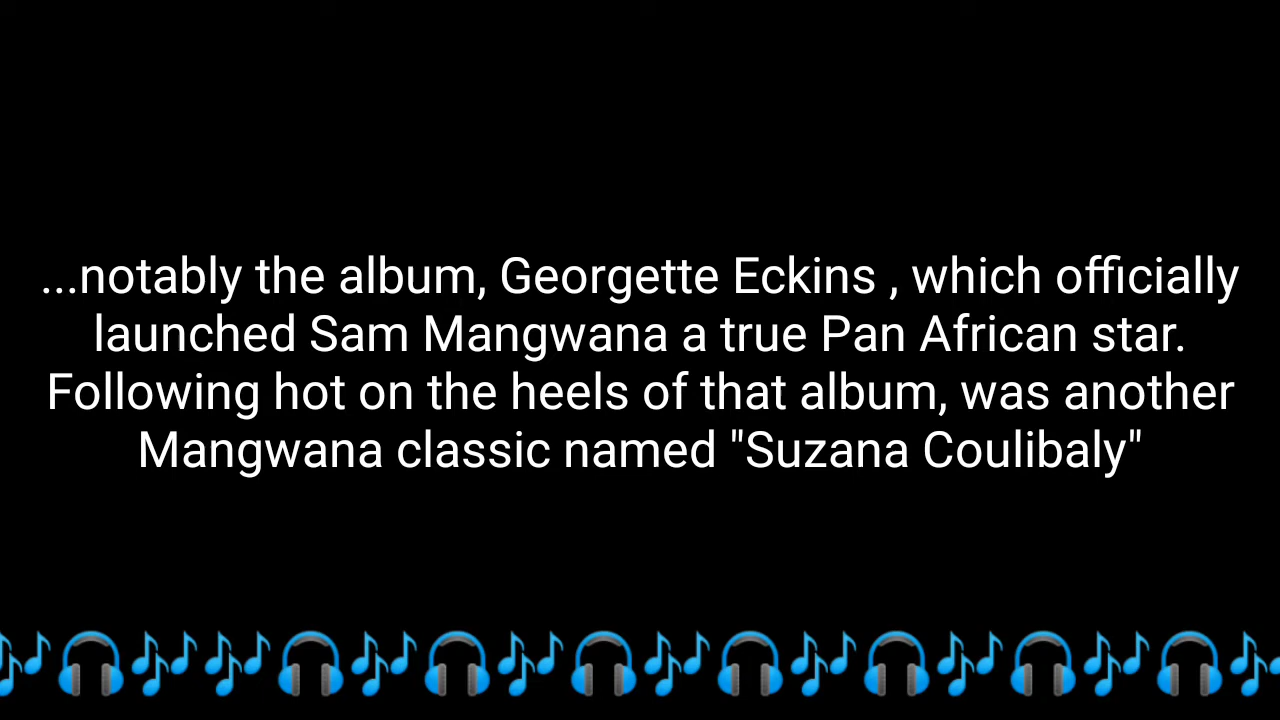 ...notably the album, Georgette Eckins , which officially
launched Sam Mangwana a true Pan African star.
Following hot on the heels of that album, was another
Mangwana classic named "Suzana Coulibaly"